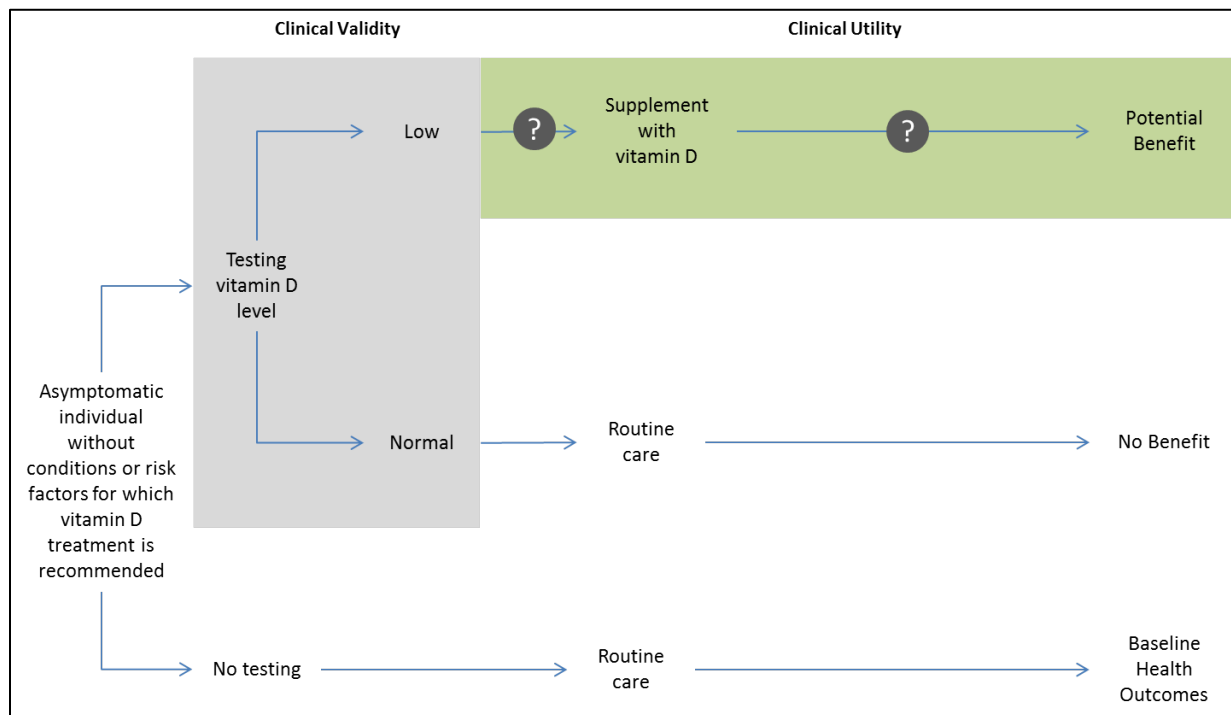 Clinical Validity
Clinical Utility
Low
?
Supplement
with
vitamin D
?
Potential
Benefit
Testing
vitamin D
level
Asymptomatic
individual
without
conditions or risk
factors for which
vitamin D
treatment is
recommended
Normal
Routine
care
No Benefit
No testing
Routine
care
Baseline
Health
Outcomes